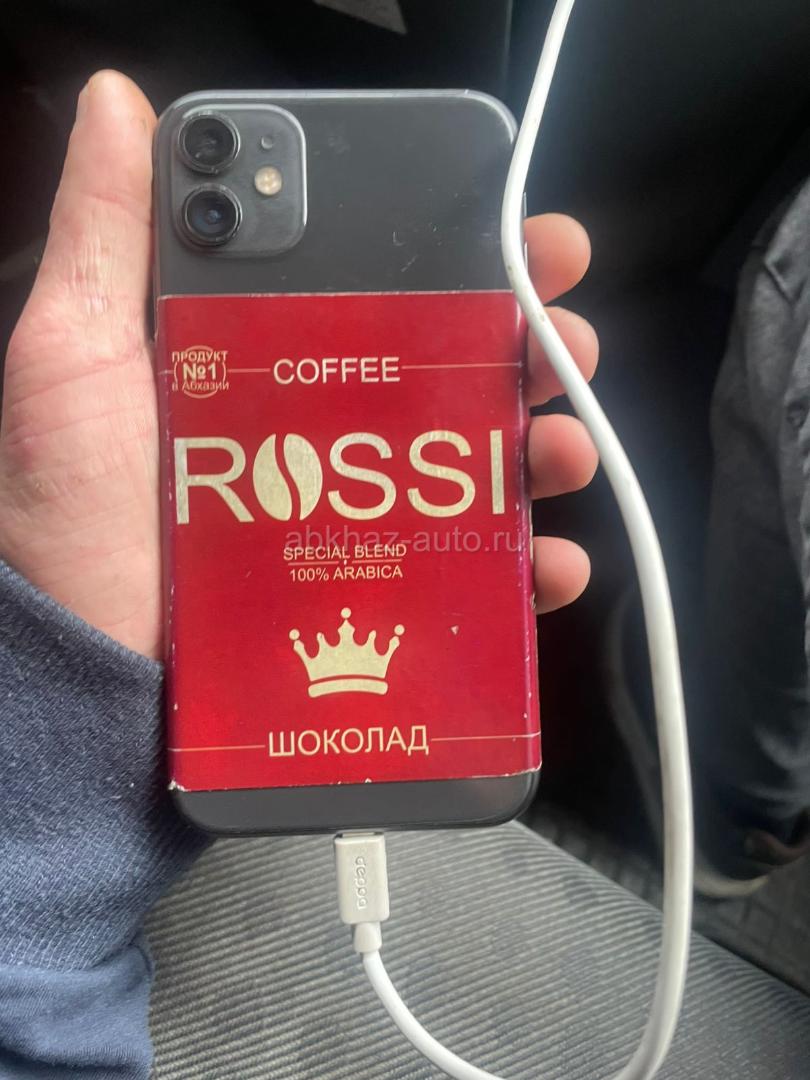 ПРОДУКТ
№1
в Абхазии
COFFEE
ROSSI
abkhaz-auto.ru
SPECIAL BLEND
100% ARABICA
ШОКОЛАД
deppa